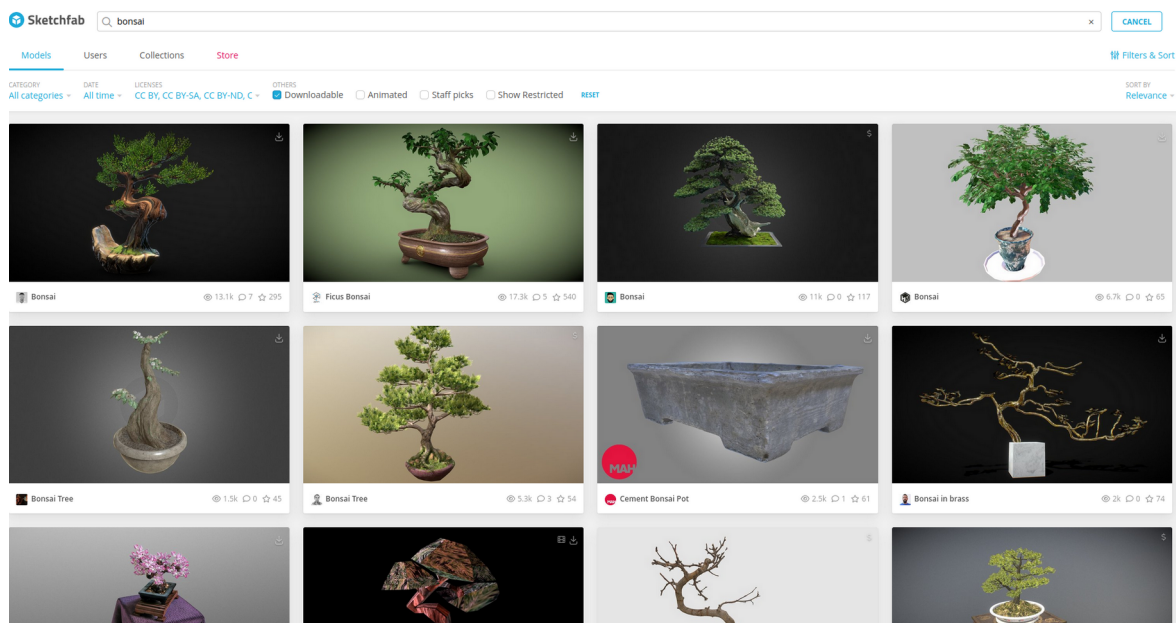 Sketchfab
bonsai
CANCEL
Models Users Collections Store
Filters & Sort
CATEGORY DATE LICENSES OTHERS SORT BY
All categories All time CC BY, CC BY-SA, CC BY-ND, C Downloadable Animated Staff picks Show Restricted RESET Relevance
$
Bonsai 13.1k 7 295
Ficus Bonsai 17.3k 5 540
Bonsai 11k 0 117
Bonsai 6.7k 0 65
$
MAH
Bonsai Tree 1.5k 0 45
Bonsai Tree 5.3k 3 54
Cement Bonsai Pot 2.5k 1 61
Bonsai in brass 2k 0 74
$
$